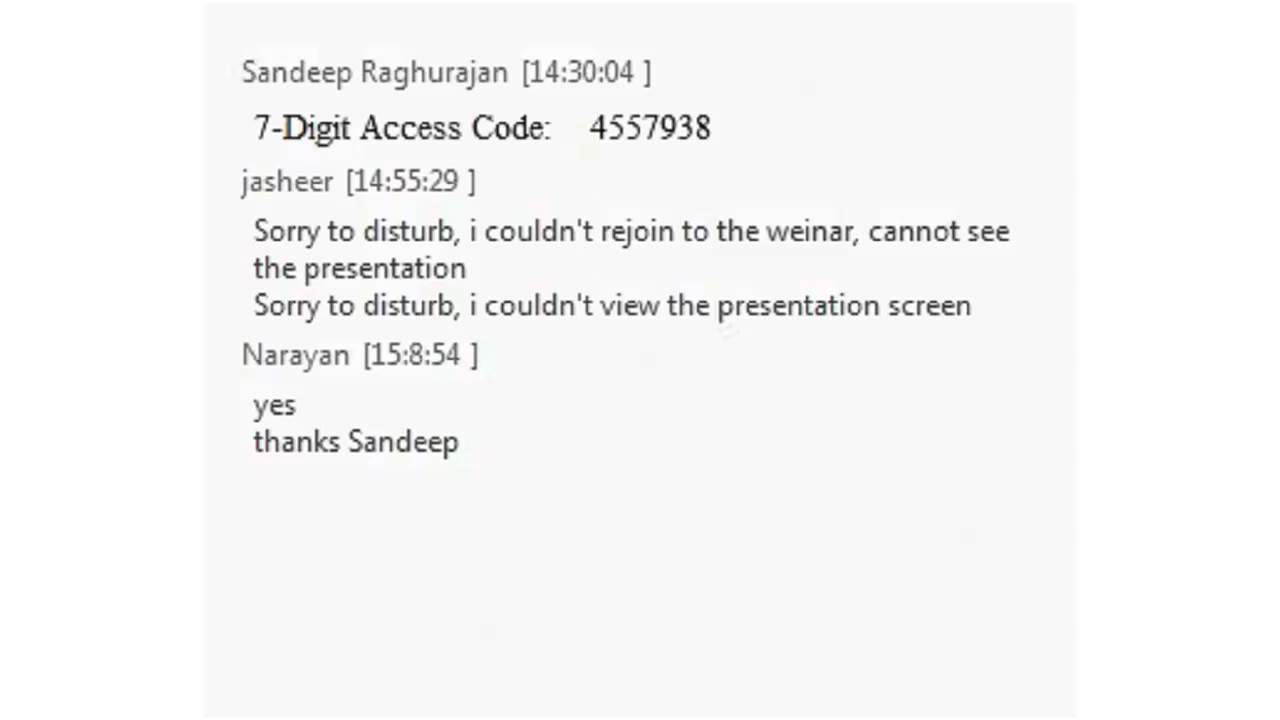 Sandeep Raghurajan [14:30:04 ]
7-Digit Access Code: 4557938
jasheer [14:55:29 ]
Sorry to disturb, i couldn't rejoin to the weinar, cannot see
the presentation
Sorry to disturb, i couldn't view the presentation screen
Narayan [15:8:54 ]
yes
thanks Sandeep